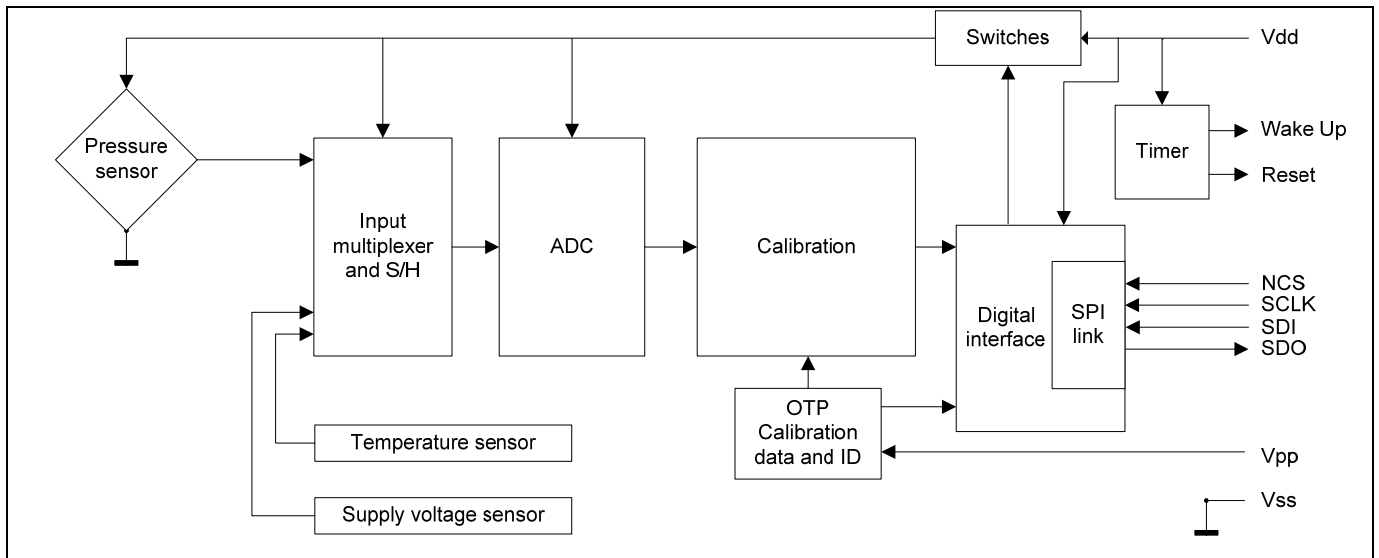 Switches
Vdd
Pressure
sensor
Timer
Wake Up
Reset
Input
multiplexer
and S/H
ADC
Calibration
Digital
interface
SPI
link
NCS
SCLK
SDI
SDO
OTP
Calibration
data and ID
Temperature sensor
Vpp
Supply voltage sensor
Vss